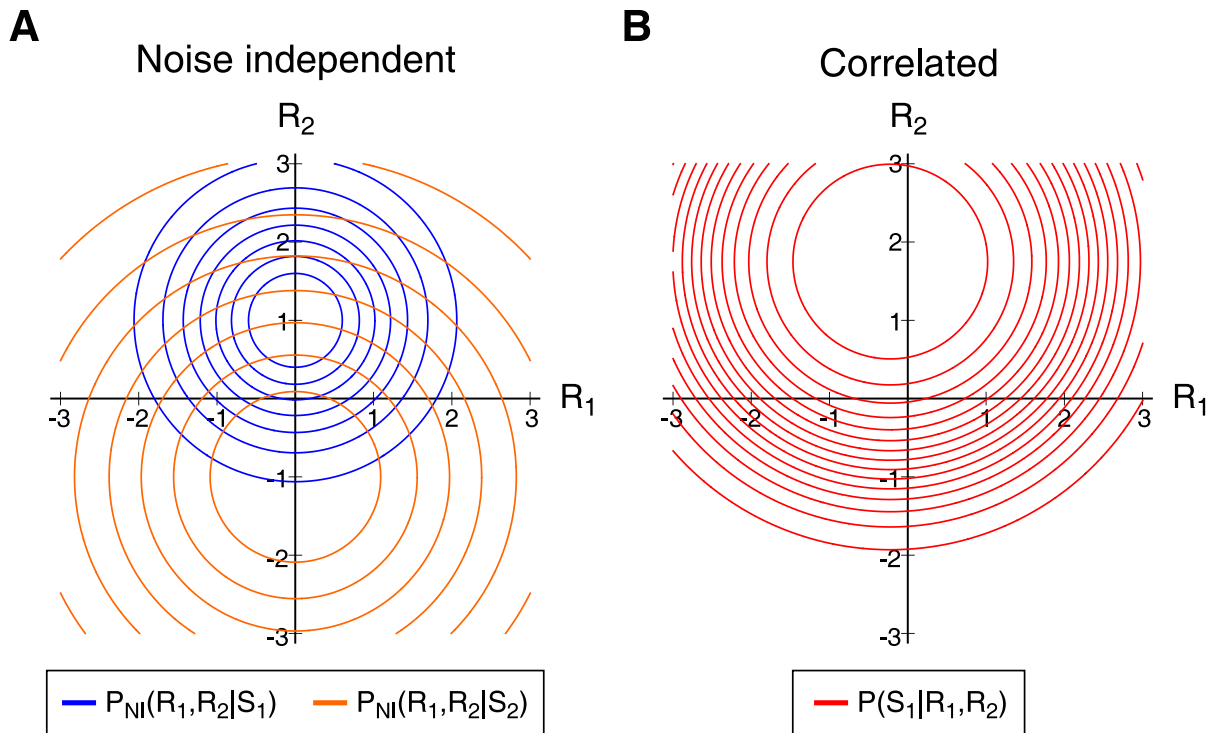 A
Noise independent
R2
3
2
1
-3 -2 -1 1 2 3 R1
-1
-2
-3
PNI(R1,R2|S1) PNI(R1,R2|S2)
B
Correlated
R2
3
2
1
-3 -2 -1 1 2 3 R1
-1
-2
-3
P(S1|R1,R2)